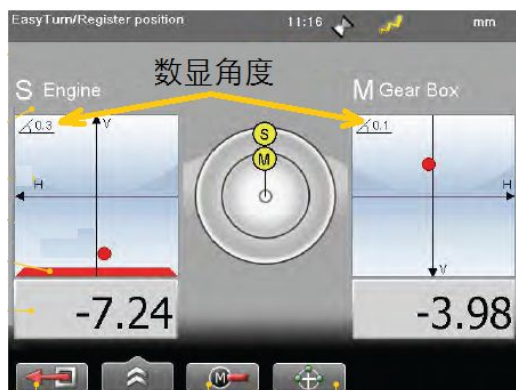 EasyTurn/Register position 11:16 mm
数显角度
S Engine
M Gear Box
0.3 V
0.1
S
M
H
H
V
-7.24
-3.98
M